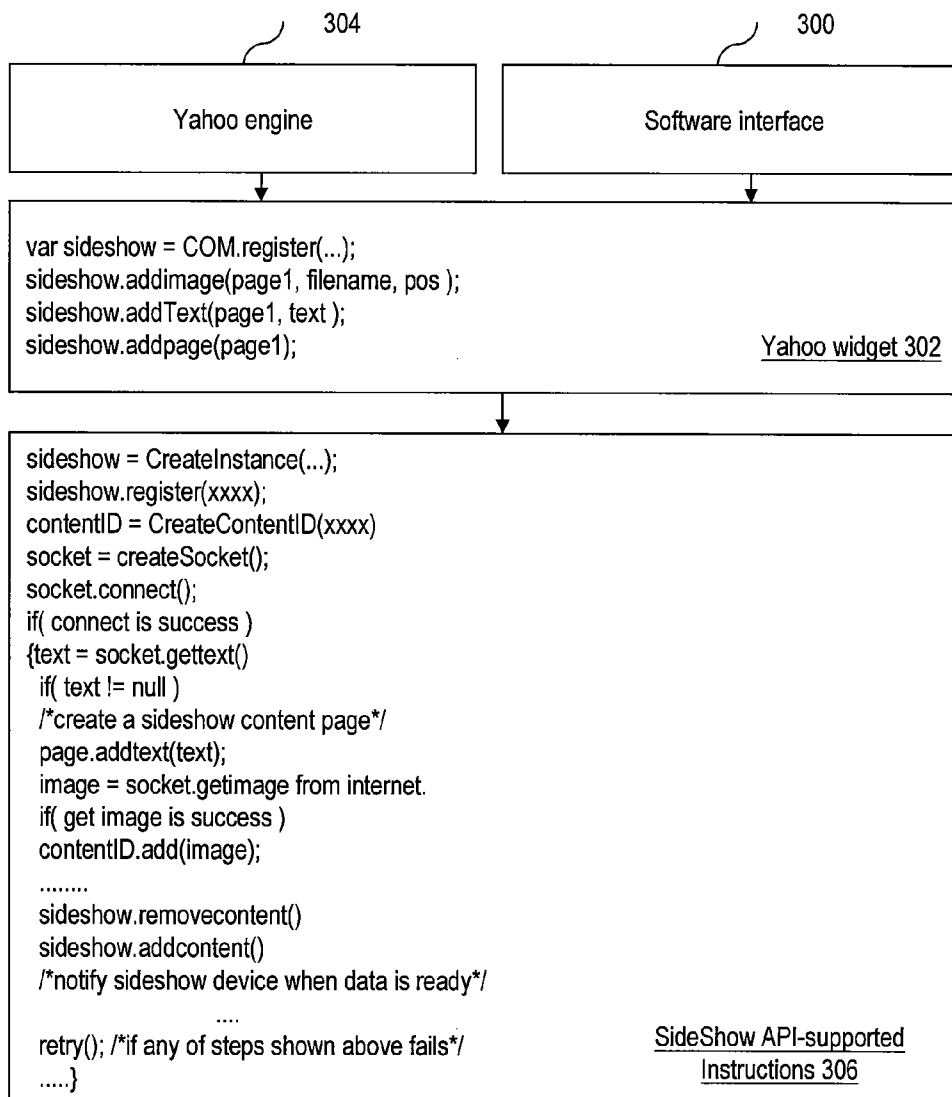 304
300
Yahoo engine
Software interface
var sideshow = COM.register(...);
sideshow.addimage(page1, filename, pos );
sideshow.addText(page1, text );
sideshow.addpage(page1);
Yahoo widget 302
sideshow = CreateInstance(...);
sideshow.register(xxxx);
contentID = CreateContentID(xxxx)
socket = createSocket();
socket.connect();
if( connect is success )
{text = socket.gettext()
if( text != null )
/*create a sideshow content page*/
page.addtext(text);
image = socket.getimage from internet.
if( get image is success )
contentID.add(image);
........
sideshow.removecontent()
sideshow.addcontent()
/*notify sideshow device when data is ready*/
....
retry(); /*if any of steps shown above fails*/
.....}
SideShow API-supported
Instructions 306